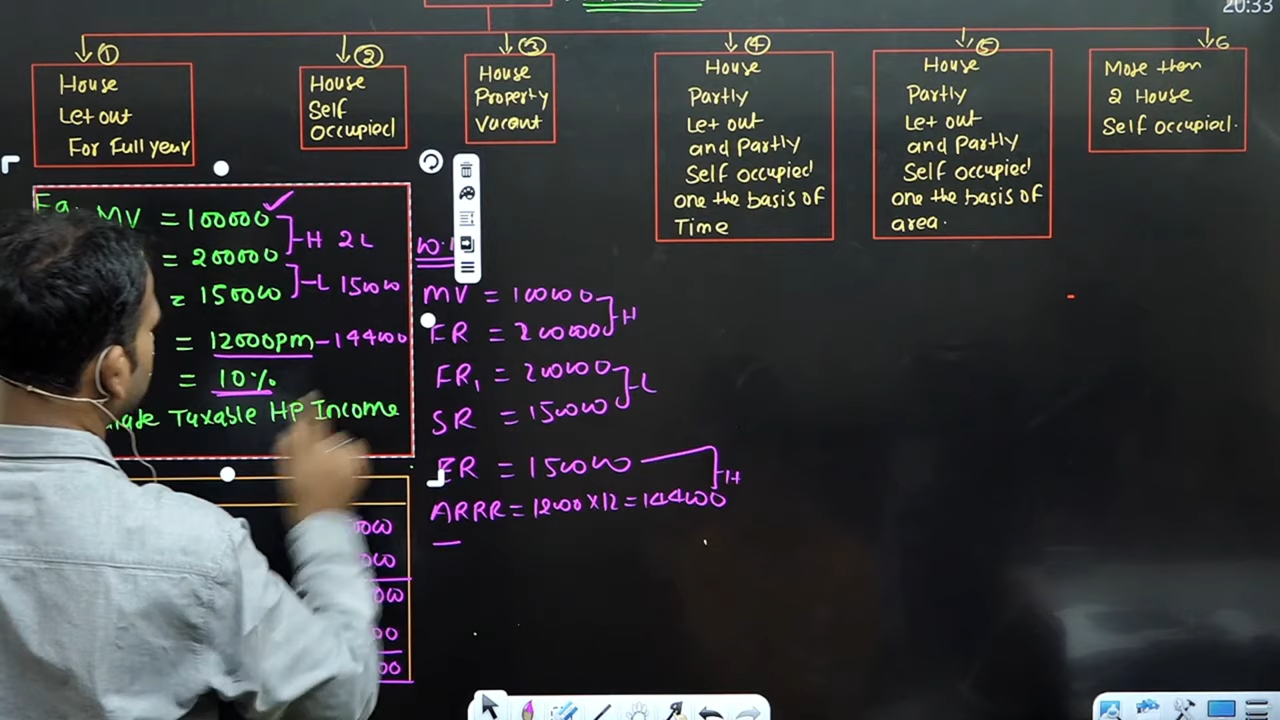 20:33
①
House
Let out
For Full year
②
House
Self
occupied
③
House
Property
Vacant
④
House
Partly
Let out
and Partly
Self occupied
one the basis of
Time
⑤
House
Partly
Let out
and Partly
Self occupied
one the basis of
area.
6
More then
2 House
Self occupied.
Eg: MV = 100000
= 200000 H 2L
= 150000 L 150000
= 12000pm - 144000
= 10%
Taxable HP Income
MV = 100000
FR = 200000 H
FR1 = 200000
SR = 150000 L
ER = 150000
ARRR = 1200 x 12 = 144000 H